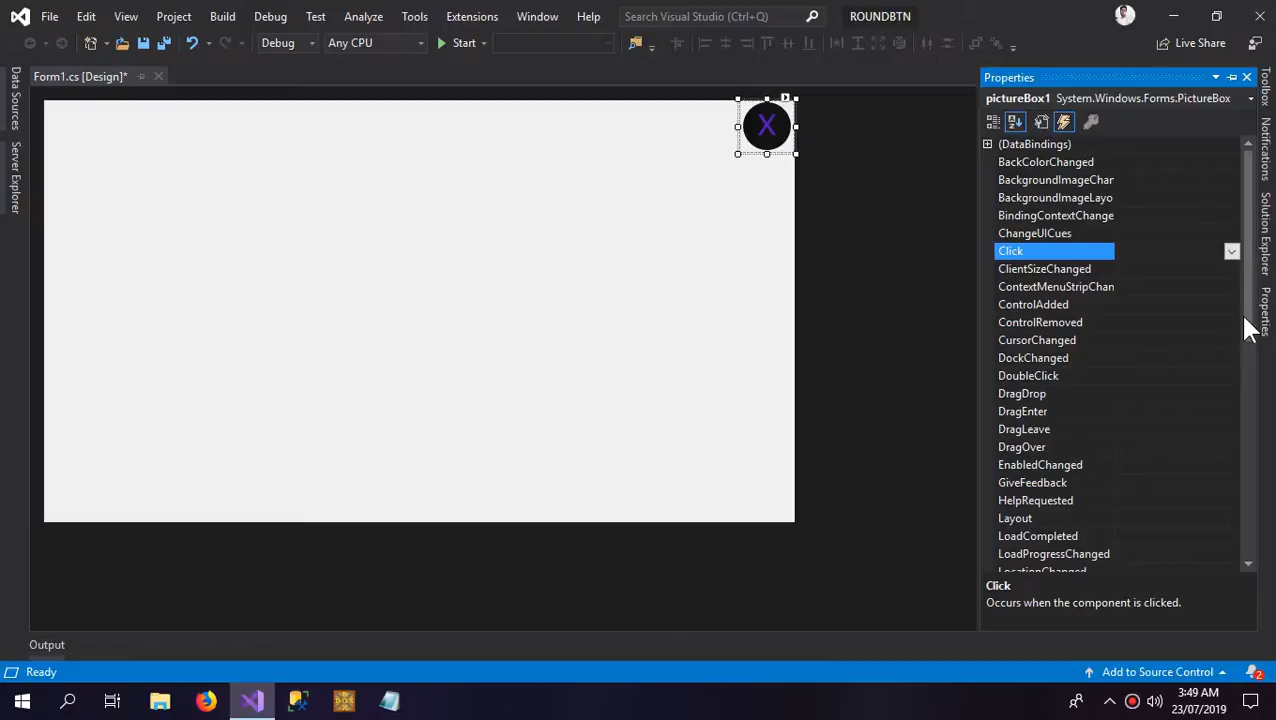 File Edit View Project Build Debug Test Analyze Tools Extensions Window Help Search Visual Studio (Ctrl+Q) ROUNDBTN
Debug Any CPU Start Live Share
Form1.cs [Design]*
Data Sources
Server Explorer
X
Properties
pictureBox1 System.Windows.Forms.PictureBox
(DataBindings)
BackColorChanged
BackgroundImageChan
BackgroundImageLayo
BindingContextChange
ChangeUICues
Click
ClientSizeChanged
ContextMenuStripChan
ControlAdded
ControlRemoved
CursorChanged
DockChanged
DoubleClick
DragDrop
DragEnter
DragLeave
DragOver
EnabledChanged
GiveFeedback
HelpRequested
Layout
LoadCompleted
LoadProgressChanged
LocationChanged
Click
Occurs when the component is clicked.
Toolbox
Notifications
Solution Explorer
Properties
Output
Ready Add to Source Control 2
3:49 AM
23/07/2019